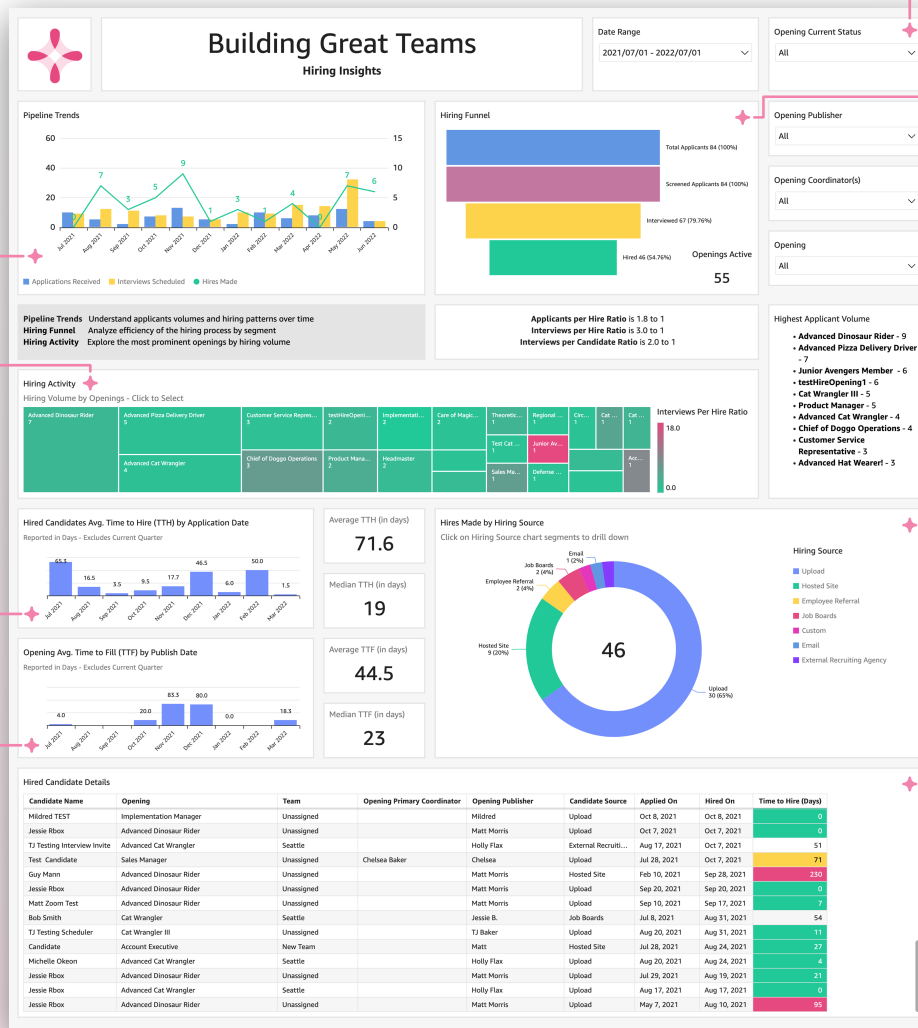 Building Great Teams
Hiring Insights
Date Range
2021/07/01 - 2022/07/01
Opening Current Status
All
Pipeline Trends
60
40
20
0
15
10
5
0
7
3
5
9
1
3
1
4
7
6
Jul 2021
Aug 2021
Sep 2021
Oct 2021
Nov 2021
Dec 2021
Jan 2022
Feb 2022
Mar 2022
Apr 2022
May 2022
Jun 2022
Applications Received
Interviews Scheduled
Hires Made
Hiring Funnel
Total Applicants 84 (100%)
Screened Applicants 84 (100%)
Interviewed 67 (79.76%)
Hired 46 (54.76%)
Openings Active
55
Opening Publisher
All
Opening Coordinator(s)
All
Opening
All
Pipeline Trends Understand applicants volumes and hiring patterns over time
Hiring Funnel Analyze efficiency of the hiring process by segment
Hiring Activity Explore the most prominent openings by hiring volume
Applicants per Hire Ratio is 1.8 to 1
Interviews per Hire Ratio is 3.0 to 1
Interviews per Candidate Ratio is 2.0 to 1
Highest Applicant Volume
• Advanced Dinosaur Rider - 9
• Advanced Pizza Delivery Driver
- 7
• Junior Avengers Member - 6
• testHireOpening1 - 6
• Cat Wrangler III - 5
• Product Manager - 5
• Advanced Cat Wrangler - 4
• Chief of Doggo Operations - 4
• Customer Service
Representative - 3
• Advanced Hat Wearer! - 3
Hiring Activity
Hiring Volume by Openings - Click to Select
Advanced Dinosaur Rider
7
Advanced Pizza Delivery Driver
5
Advanced Cat Wrangler
4
Customer Service Repres...
3
Chief of Doggo Operations
3
testHireOpeni...
2
Product Mana...
2
Implementati...
2
Headmaster
2
Care of Magic...
2
Theoretic...
1
Test Cat ...
1
Sales Ma...
1
Regional ...
1
Junior Av...
1
Defense ...
1
Circ...
1
Cat ...
1
Cat ...
1
Acc...
1
Interviews Per Hire Ratio
18.0
0.0
Hired Candidates Avg. Time to Hire (TTH) by Application Date
Reported in Days - Excludes Current Quarter
65.3
16.5
3.5
9.5
17.7
46.5
6.0
50.0
1.5
Jul 2021
Aug 2021
Sep 2021
Oct 2021
Nov 2021
Dec 2021
Jan 2022
Feb 2022
Mar 2022
Average TTH (in days)
71.6
Median TTH (in days)
19
Opening Avg. Time to Fill (TTF) by Publish Date
Reported in Days - Excludes Current Quarter
4.0
20.0
83.3
80.0
0.0
18.3
Jul 2021
Aug 2021
Sep 2021
Oct 2021
Nov 2021
Dec 2021
Jan 2022
Feb 2022
Mar 2022
Average TTF (in days)
44.5
Median TTF (in days)
23
Hires Made by Hiring Source
Click on Hiring Source chart segments to drill down
Email
1 (2%)
Job Boards
2 (4%)
Employee Referral
2 (4%)
Hosted Site
9 (20%)
46
Upload
30 (65%)
Hiring Source
Upload
Hosted Site
Employee Referral
Job Boards
Custom
Email
External Recruiting Agency
Hired Candidate Details
Candidate Name Opening Team Opening Primary Coordinator Opening Publisher Candidate Source Applied On Hired On Time to Hire (Days)
Mildred TEST Implementation Manager Unassigned Mildred Upload Oct 8, 2021 Oct 8, 2021 0
Jessie Rbox Advanced Dinosaur Rider Unassigned Matt Morris Upload Oct 7, 2021 Oct 7, 2021 0
TJ Testing Interview Invite Advanced Cat Wrangler Seattle Holly Flax External Recruiti... Aug 17, 2021 Oct 7, 2021 51
Test Candidate Sales Manager Unassigned Chelsea Baker Chelsea Upload Jul 28, 2021 Oct 7, 2021 71
Guy Mann Advanced Dinosaur Rider Unassigned Matt Morris Hosted Site Feb 10, 2021 Sep 28, 2021 230
Jessie Rbox Advanced Dinosaur Rider Unassigned Matt Morris Upload Sep 20, 2021 Sep 20, 2021 0
Matt Zoom Test Advanced Dinosaur Rider Unassigned Matt Morris Upload Sep 10, 2021 Sep 17, 2021 7
Bob Smith Cat Wrangler Seattle Jessie B. Job Boards Jul 8, 2021 Aug 31, 2021 54
TJ Testing Scheduler Cat Wrangler III Unassigned TJ Baker Upload Aug 20, 2021 Aug 31, 2021 11
Candidate Account Executive New Team Matt Hosted Site Jul 28, 2021 Aug 24, 2021 27
Michelle Okeon Advanced Cat Wrangler Seattle Holly Flax Upload Aug 20, 2021 Aug 24, 2021 4
Jessie Rbox Advanced Dinosaur Rider Unassigned Matt Morris Upload Jul 29, 2021 Aug 19, 2021 21
Jessie Rbox Advanced Cat Wrangler Seattle Holly Flax Upload Aug 17, 2021 Aug 17, 2021 0
Jessie Rbox Advanced Dinosaur Rider Unassigned Matt Morris Upload May 7, 2021 Aug 10, 2021 95